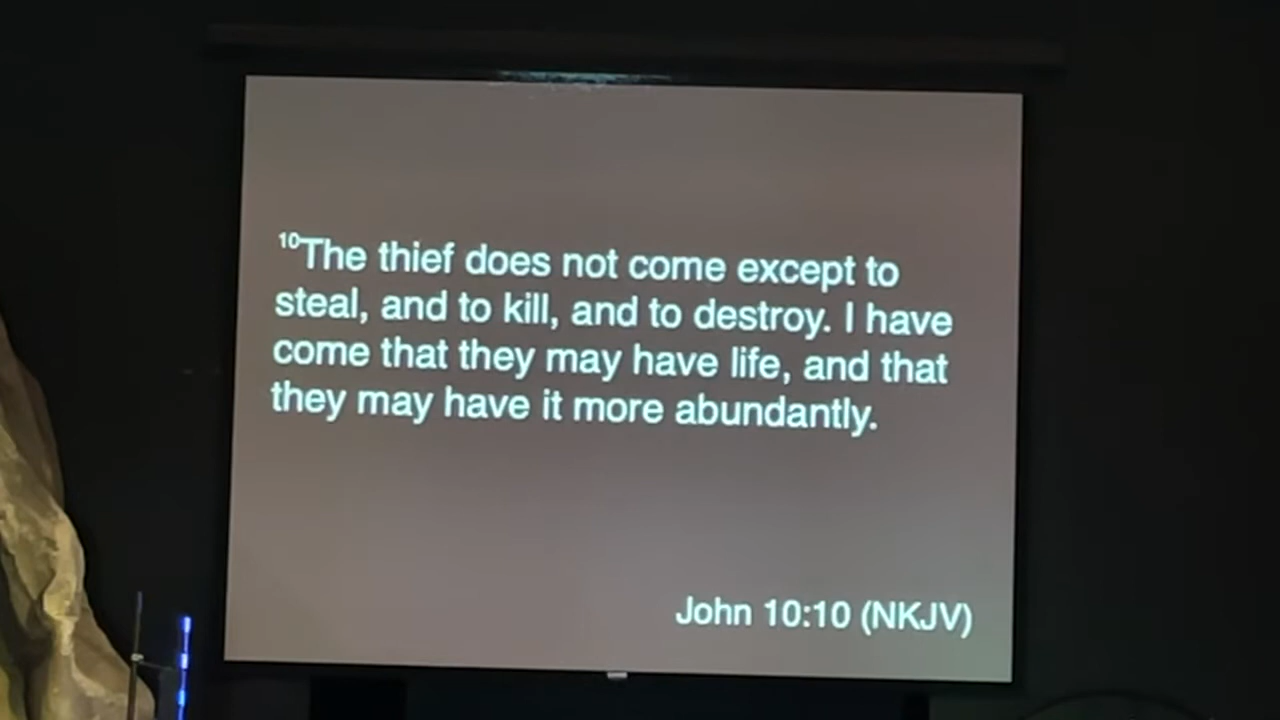 10The thief does not come except to
steal, and to kill, and to destroy. I have
come that they may have life, and that
they may have it more abundantly.
John 10:10 (NKJV)